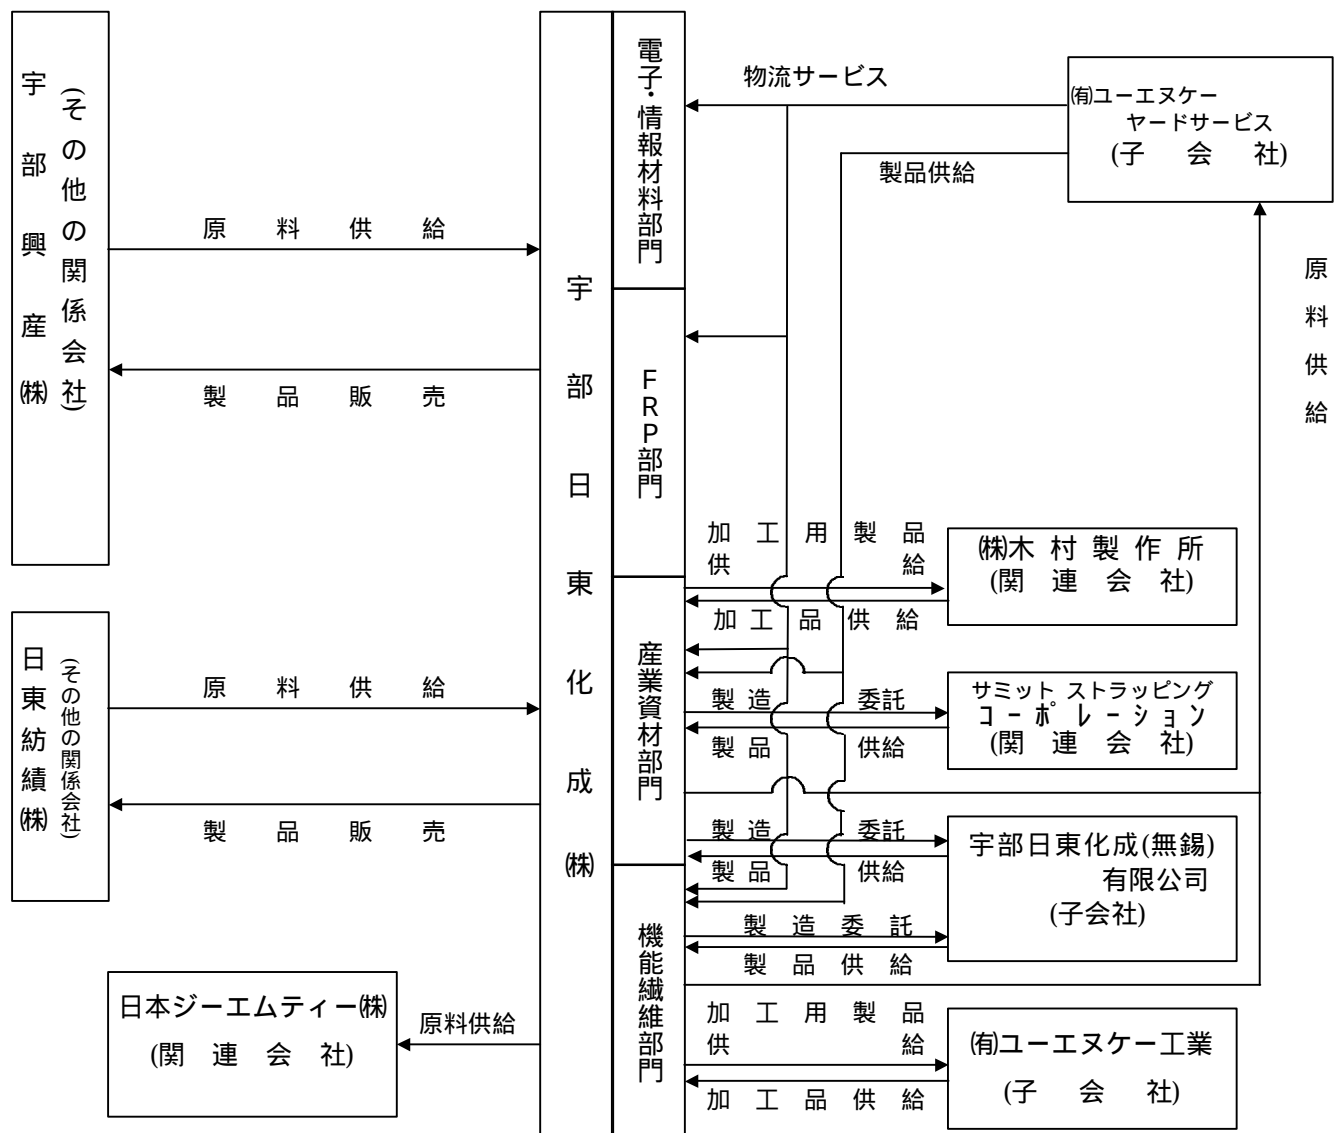 宇部興産㈱
(その他の関係会社)
原料供給
製品販売
日東紡績㈱
(その他の関係会社)
原料供給
製品販売
日本ジーエムティー㈱
(関連会社)
原料供給
宇部日東化成㈱
電子・情報材料部門
FRP部門
産業資材部門
機能繊維部門
物流サービス
製品供給
㈲ユーエヌケー
ヤードサービス
(子会社)
原料供給
加工用製品
供給
加工品供給
㈱木村製作所
(関連会社)
製造委託
製品供給
サミット ストラッピング
コーポレーション
(関連会社)
製造委託
製品供給
宇部日東化成(無錫)
有限公司
(子会社)
製造委託
製品供給
加工用製品
供給
加工品供給
㈲ユーエヌケー工業
(子会社)